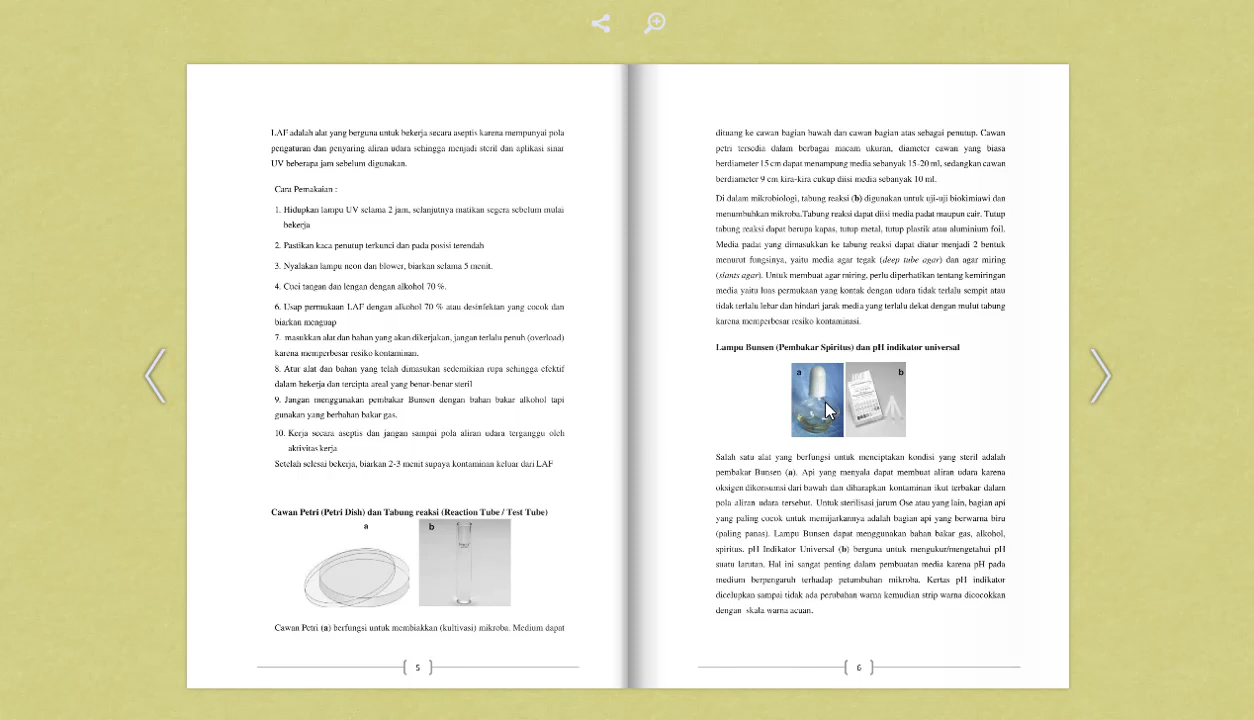 LAF adalah alat yang berguna untuk bekerja secara aseptis karena mempunyai pola
pengaturan dan penyaring aliran udara sehingga menjadi steril dan aplikasi sinar
UV beberapa jam sebelum digunakan.
Cara Pemakaian :
1. Hidupkan lampu UV selama 2 jam, selanjutnya matikan segera sebelum mulai
bekerja
2. Pastikan kaca penutup terkunci dan pada posisi terendah
3. Nyalakan lampu neon dan blower, biarkan selama 5 menit.
4. Cuci tangan dan lengan dengan alkohol 70 %.
6. Usap permukaan LAF dengan alkohol 70 % atau desinfektan yang cocok dan
biarkan menguap
7. masukkan alat dan bahan yang akan dikerjakan, jangan terlalu penuh (overload)
karena memperbesar resiko kontaminan.
8. Atur alat dan bahan yang telah dimasukan sedemikian rupa sehingga efektif
dalam bekerja dan tercipta areal yang benar-benar steril
9. Jangan menggunakan pembakar Bunsen dengan bahan bakar alkohol tapi
gunakan yang berbahan bakar gas.
10. Kerja secara aseptis dan jangan sampai pola aliran udara terganggu oleh
aktivitas kerja
Setelah selesai bekerja, biarkan 2-3 menit supaya kontaminan keluar dari LAF
Cawan Petri (Petri Dish) dan Tabung reaksi (Reaction Tube / Test Tube)
a
b
Cawan Petri (a) berfungsi untuk membiakkan (kultivasi) mikroba. Medium dapat
5
dituang ke cawan bagian bawah dan cawan bagian atas sebagai penutup. Cawan
petri tersedia dalam berbagai macam ukuran, diameter cawan yang biasa
berdiameter 15 cm dapat menampung media sebanyak 15-20 ml, sedangkan cawan
berdiameter 9 cm kira-kira cukup diisi media sebanyak 10 ml.
Di dalam mikrobiologi, tabung reaksi (b) digunakan untuk uji-uji biokimiawi dan
menumbuhkan mikroba.Tabung reaksi dapat diisi media padat maupun cair. Tutup
tabung reaksi dapat berupa kapas, tutup metal, tutup plastik atau aluminium foil.
Media padat yang dimasukkan ke tabung reaksi dapat diatur menjadi 2 bentuk
menurut fungsinya, yaitu media agar tegak (deep tube agar) dan agar miring
(slants agar). Untuk membuat agar miring, perlu diperhatikan tentang kemiringan
media yaitu luas permukaan yang kontak dengan udara tidak terlalu sempit atau
tidak terlalu lebar dan hindari jarak media yang terlalu dekat dengan mulut tabung
karena memperbesar resiko kontaminasi.
Lampu Bunsen (Pembakar Spiritus) dan pH indikator universal
a
b
Salah satu alat yang berfungsi untuk menciptakan kondisi yang steril adalah
pembakar Bunsen (a). Api yang menyala dapat membuat aliran udara karena
oksigen dikonsumsi dari bawah dan diharapkan kontaminan ikut terbakar dalam
pola aliran udara tersebut. Untuk sterilisasi jarum Ose atau yang lain, bagian api
yang paling cocok untuk memijarkannya adalah bagian api yang berwarna biru
(paling panas). Lampu Bunsen dapat menggunakan bahan bakar gas, alkohol,
spiritus. pH Indikator Universal (b) berguna untuk mengukur/mengetahui pH
suatu larutan. Hal ini sangat penting dalam pembuatan media karena pH pada
medium berpengaruh terhadap petumbuhan mikroba. Kertas pH indikator
dicelupkan sampai tidak ada perubahan warna kemudian strip warna dicocokkan
dengan skala warna acuan.
6